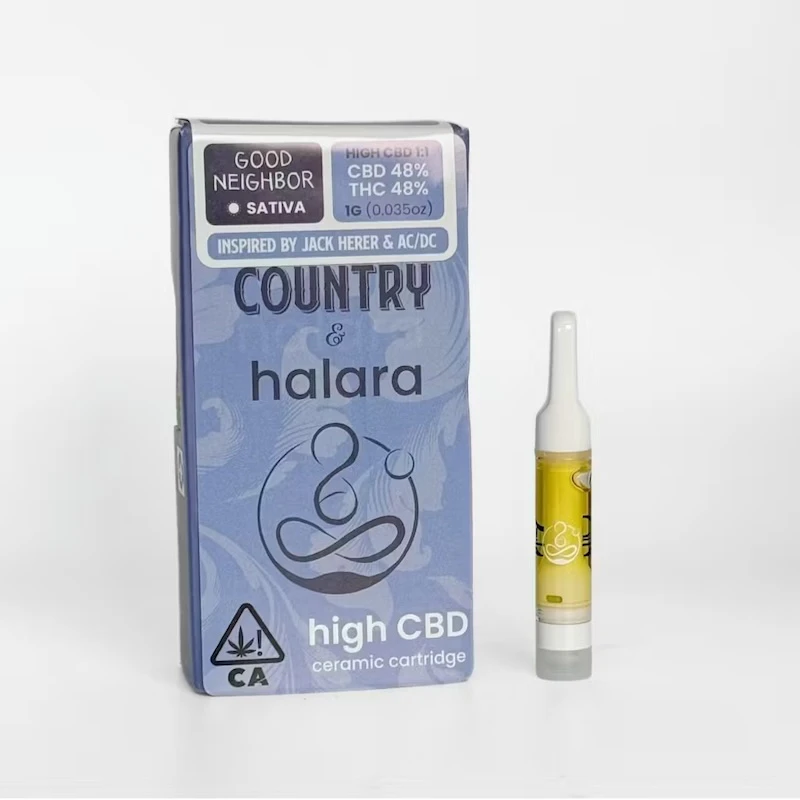 GOOD
NEIGHBOR
SATIVA
HIGH CBD 1:1
CBD 48%
THC 48%
1G (0.035oz)
INSPIRED BY JACK HERER & AC/DC
COUNTRY
&
halara
high CBD
ceramic cartridge
!
CA